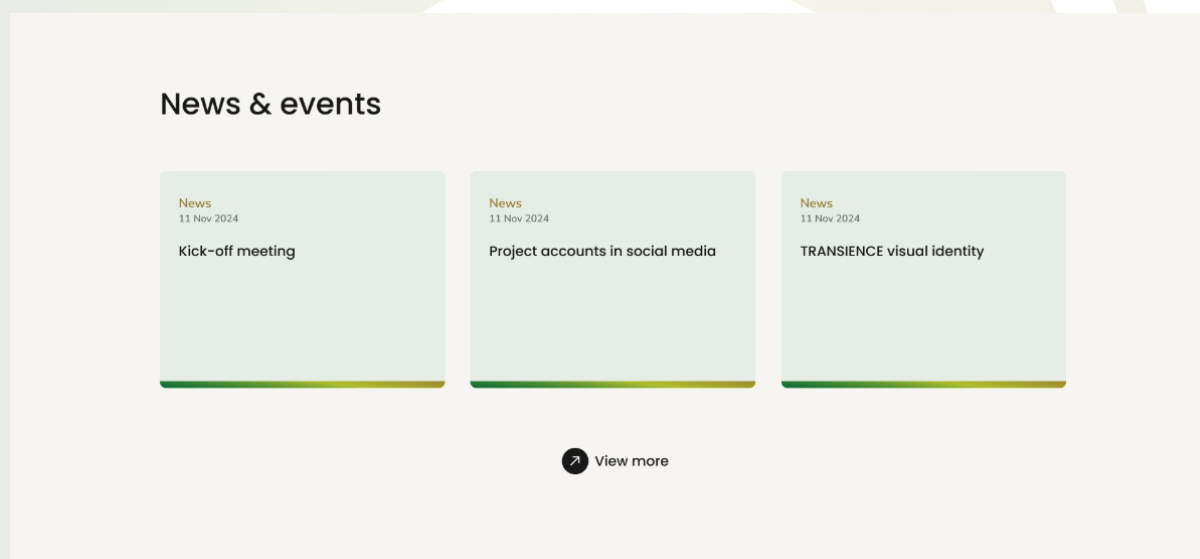 News & events
News
11 Nov 2024
Kick-off meeting
News
11 Nov 2024
Project accounts in social media
News
11 Nov 2024
TRANSIENCE visual identity
View more